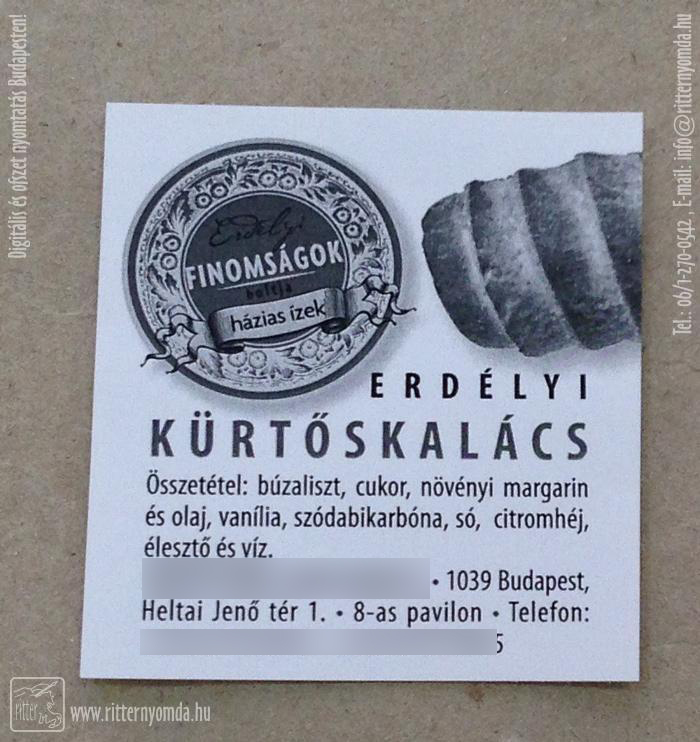 Digitális és ofszet nyomtatás Budapesten!
Tel.: 06/1-270-0542 E-mail: info@ritternyomda.hu
Erdélyi
FINOMSÁGOK
boltja
házias ízek
ERDÉLYI
KÜRTŐSKALÁCS
Összetétel: búzaliszt, cukor, növényi margarin
és olaj, vanília, szódabikarbóna, só, citromhéj,
élesztő és víz.
• 1039 Budapest,
Heltai Jenő tér 1. • 8-as pavilon • Telefon:
5
ritter
www.ritternyomda.hu